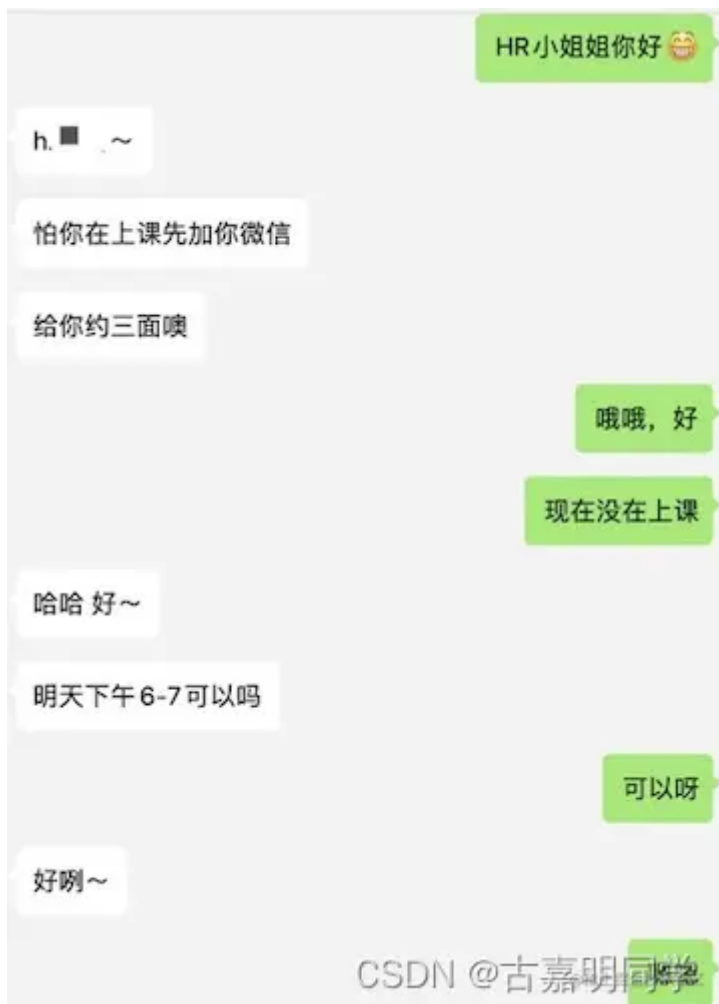 HR小姐姐你好😁
h. ～
怕你在上课先加你微信
给你约三面噢
哦哦，好
现在没在上课
哈哈 好～
明天下午6-7可以吗
可以呀
好咧～
CSDN @古嘉明同学